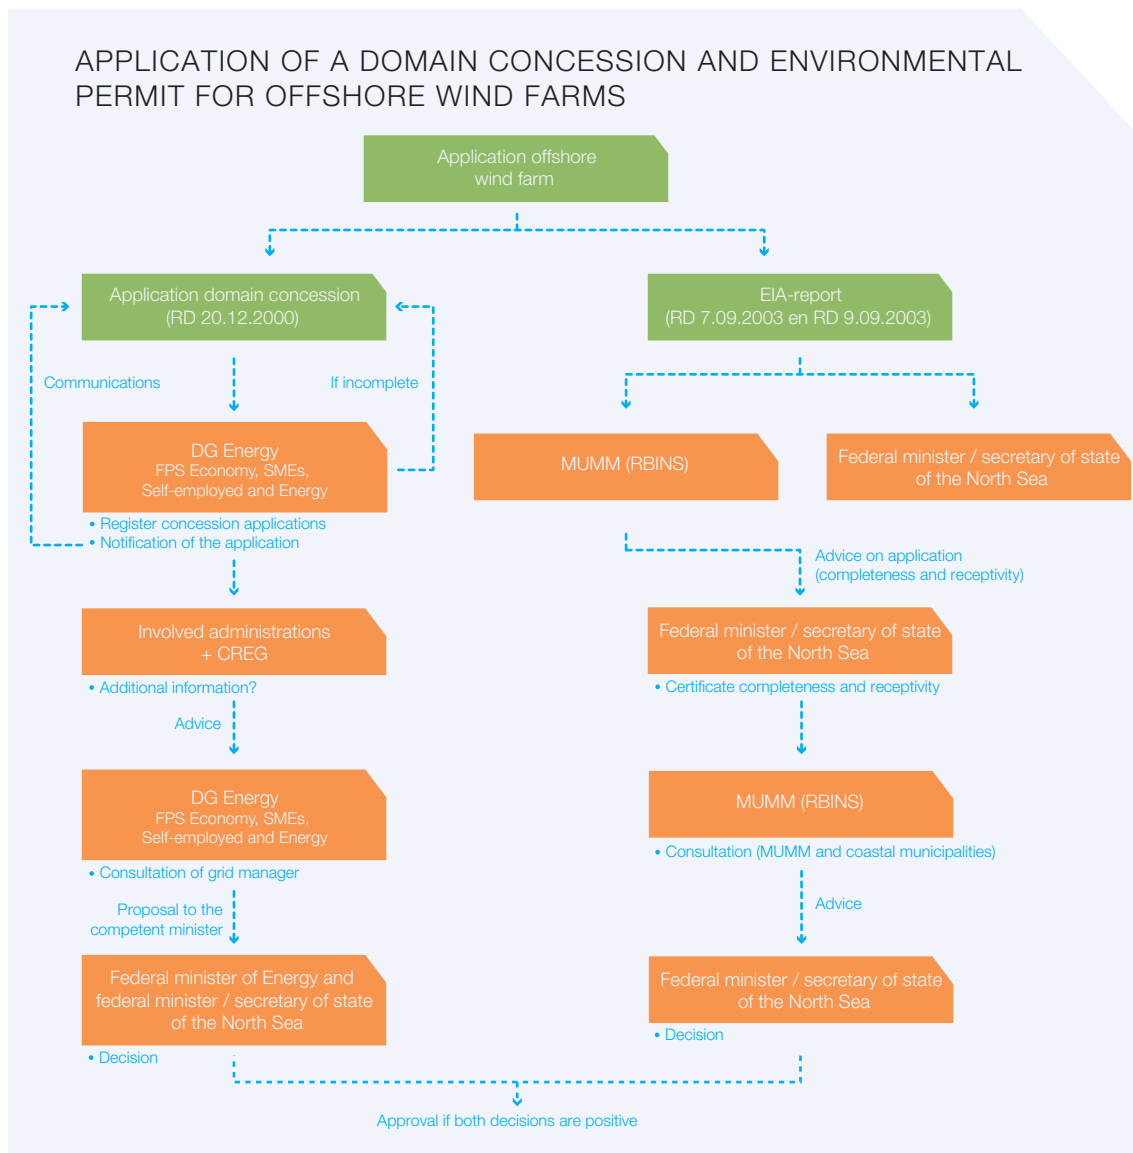 APPLICATION OF A DOMAIN CONCESSION AND ENVIRONMENTAL
PERMIT FOR OFFSHORE WIND FARMS
Application offshore
wind farm
Application domain concession
(RD 20.12.2000)
EIA-report
(RD 7.09.2003 en RD 9.09.2003)
Communications
If incomplete
DG Energy
FPS Economy, SMEs,
Self-employed and Energy
• Register concession applications
• Notification of the application
MUMM (RBINS)
Federal minister / secretary of state
of the North Sea
Advice on application
(completeness and receptivity)
Involved administrations
+ CREG
• Additional information?
Advice
Federal minister / secretary of state
of the North Sea
• Certificate completeness and receptivity
DG Energy
FPS Economy, SMEs,
Self-employed and Energy
• Consultation of grid manager
Proposal to the
competent minister
MUMM (RBINS)
• Consultation (MUMM and coastal municipalities)
Advice
Federal minister of Energy and
federal minister / secretary of state
of the North Sea
• Decision
Federal minister / secretary of state
of the North Sea
• Decision
Approval if both decisions are positive